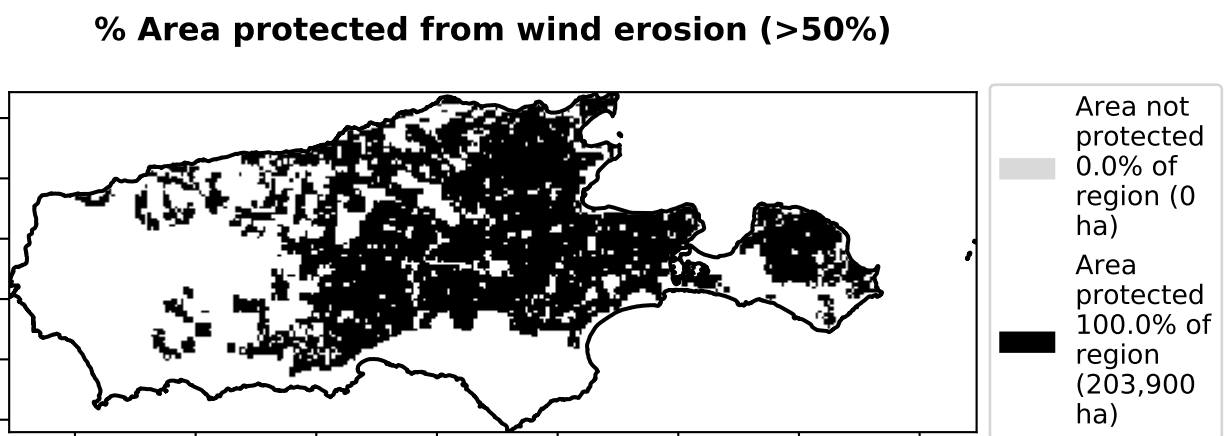 % Area protected from wind erosion (>50%)
Area not
protected
0.0% of
region (0
ha)
Area
protected
100.0% of
region
(203,900
ha)